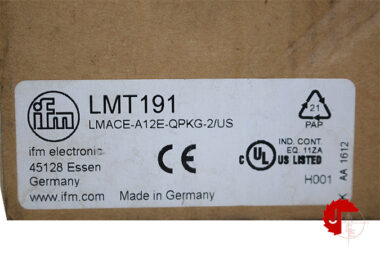 ifm
LMT191
LMACE-A12E-QPKG-2/US
ifm electronic
45128 Essen
Germany
www.ifm.com
Made in Germany
CE
21
PAP
UL
IND. CONT.
EQ. 11ZA
C US LISTED
H001
AA 1612